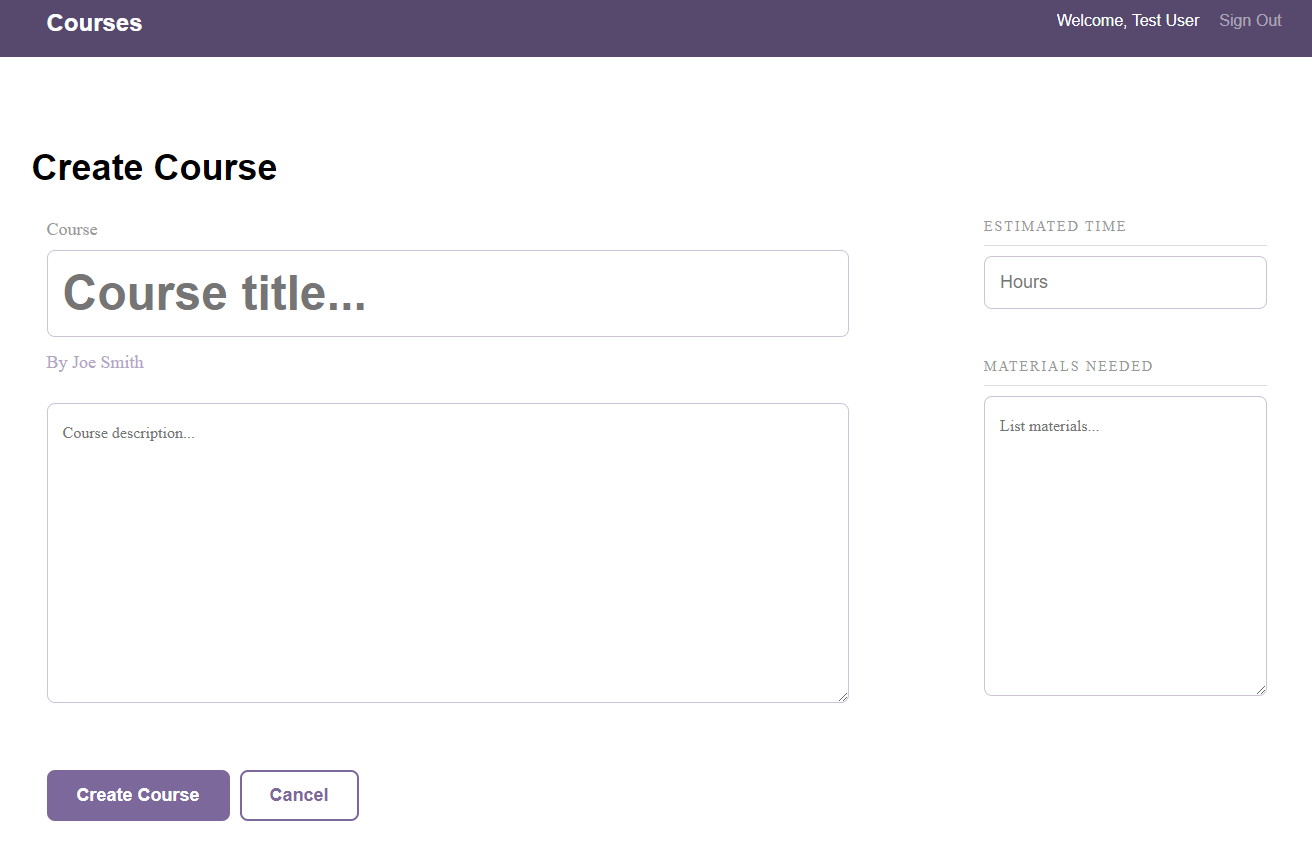 Courses
Welcome, Test User Sign Out
Create Course
Course
Course title...
By Joe Smith
Course description...
ESTIMATED TIME
Hours
MATERIALS NEEDED
List materials...
Create Course
Cancel